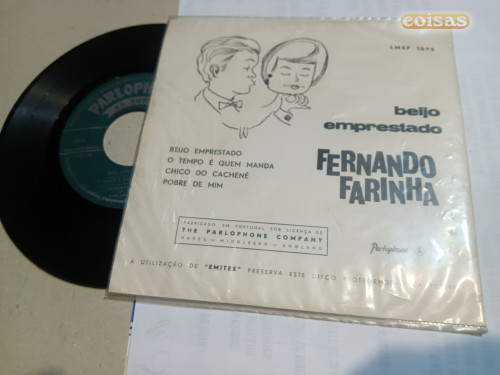 coisas
PARLOPHONE
LMEP 1072
beijo
emprestado
FERNANDO
FARINHA
BEIJO EMPRESTADO
O TEMPO É QUEM MANDA
CHICO DO CACHENÉ
POBRE DE MIM
FABRICADO EM PORTUGAL SOB LICENÇA DE
THE PARLOPHONE COMPANY
HAYES • MIDDLESEX • ENGLAND
Parlophone
A UTILIZAÇÃO DE "EMITEX" PRESERVA ESTE DISCO